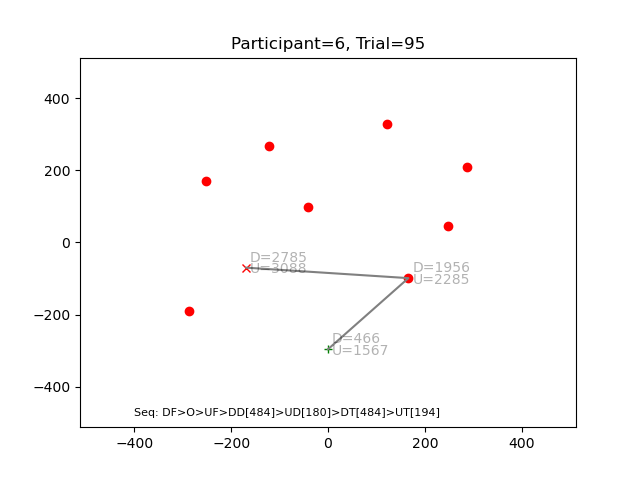 Participant=6, Trial=95
400
200
0
−200
−400
D=2785
U=3088
D=1956
U=2285
D=466
U=1567
Seq: DF>O>UF>DD[484]>UD[180]>DT[484]>UT[194]
−400 −200 0 200 400